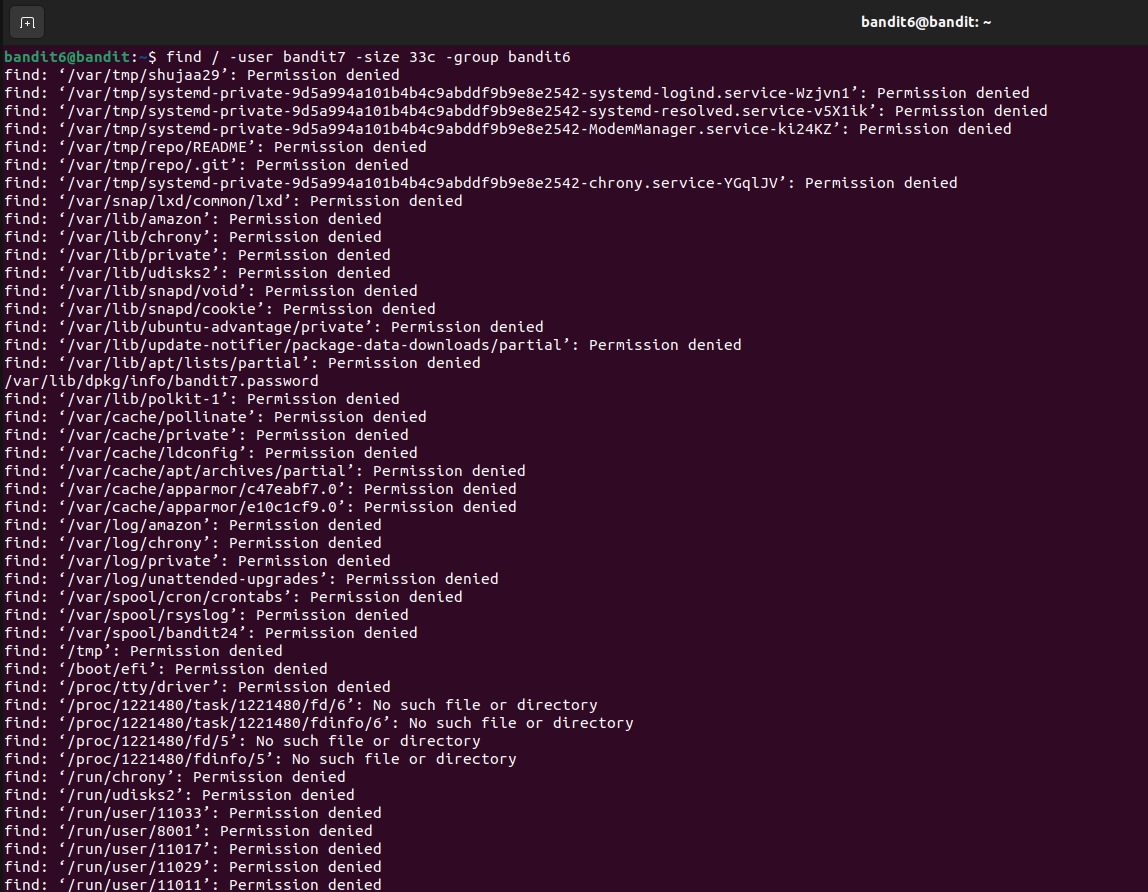 bandit6@bandit: ~
bandit6@bandit:~$ find / -user bandit7 -size 33c -group bandit6
find: ‘/var/tmp/shujaa29’: Permission denied
find: ‘/var/tmp/systemd-private-9d5a994a101b4b4c9abddf9b9e8e2542-systemd-logind.service-Wzjvn1’: Permission denied
find: ‘/var/tmp/systemd-private-9d5a994a101b4b4c9abddf9b9e8e2542-systemd-resolved.service-v5X1ik’: Permission denied
find: ‘/var/tmp/systemd-private-9d5a994a101b4b4c9abddf9b9e8e2542-ModemManager.service-ki24KZ’: Permission denied
find: ‘/var/tmp/repo/README’: Permission denied
find: ‘/var/tmp/repo/.git’: Permission denied
find: ‘/var/tmp/systemd-private-9d5a994a101b4b4c9abddf9b9e8e2542-chrony.service-YGqlJV’: Permission denied
find: ‘/var/snap/lxd/common/lxd’: Permission denied
find: ‘/var/lib/amazon’: Permission denied
find: ‘/var/lib/chrony’: Permission denied
find: ‘/var/lib/private’: Permission denied
find: ‘/var/lib/udisks2’: Permission denied
find: ‘/var/lib/snapd/void’: Permission denied
find: ‘/var/lib/snapd/cookie’: Permission denied
find: ‘/var/lib/ubuntu-advantage/private’: Permission denied
find: ‘/var/lib/update-notifier/package-data-downloads/partial’: Permission denied
find: ‘/var/lib/apt/lists/partial’: Permission denied
/var/lib/dpkg/info/bandit7.password
find: ‘/var/lib/polkit-1’: Permission denied
find: ‘/var/cache/pollinate’: Permission denied
find: ‘/var/cache/private’: Permission denied
find: ‘/var/cache/ldconfig’: Permission denied
find: ‘/var/cache/apt/archives/partial’: Permission denied
find: ‘/var/cache/apparmor/c47eabf7.0’: Permission denied
find: ‘/var/cache/apparmor/e10c1cf9.0’: Permission denied
find: ‘/var/log/amazon’: Permission denied
find: ‘/var/log/chrony’: Permission denied
find: ‘/var/log/private’: Permission denied
find: ‘/var/log/unattended-upgrades’: Permission denied
find: ‘/var/spool/cron/crontabs’: Permission denied
find: ‘/var/spool/rsyslog’: Permission denied
find: ‘/var/spool/bandit24’: Permission denied
find: ‘/tmp’: Permission denied
find: ‘/boot/efi’: Permission denied
find: ‘/proc/tty/driver’: Permission denied
find: ‘/proc/1221480/task/1221480/fd/6’: No such file or directory
find: ‘/proc/1221480/task/1221480/fdinfo/6’: No such file or directory
find: ‘/proc/1221480/fd/5’: No such file or directory
find: ‘/proc/1221480/fdinfo/5’: No such file or directory
find: ‘/run/chrony’: Permission denied
find: ‘/run/udisks2’: Permission denied
find: ‘/run/user/11033’: Permission denied
find: ‘/run/user/8001’: Permission denied
find: ‘/run/user/11017’: Permission denied
find: ‘/run/user/11029’: Permission denied
find: ‘/run/user/11011’: Permission denied